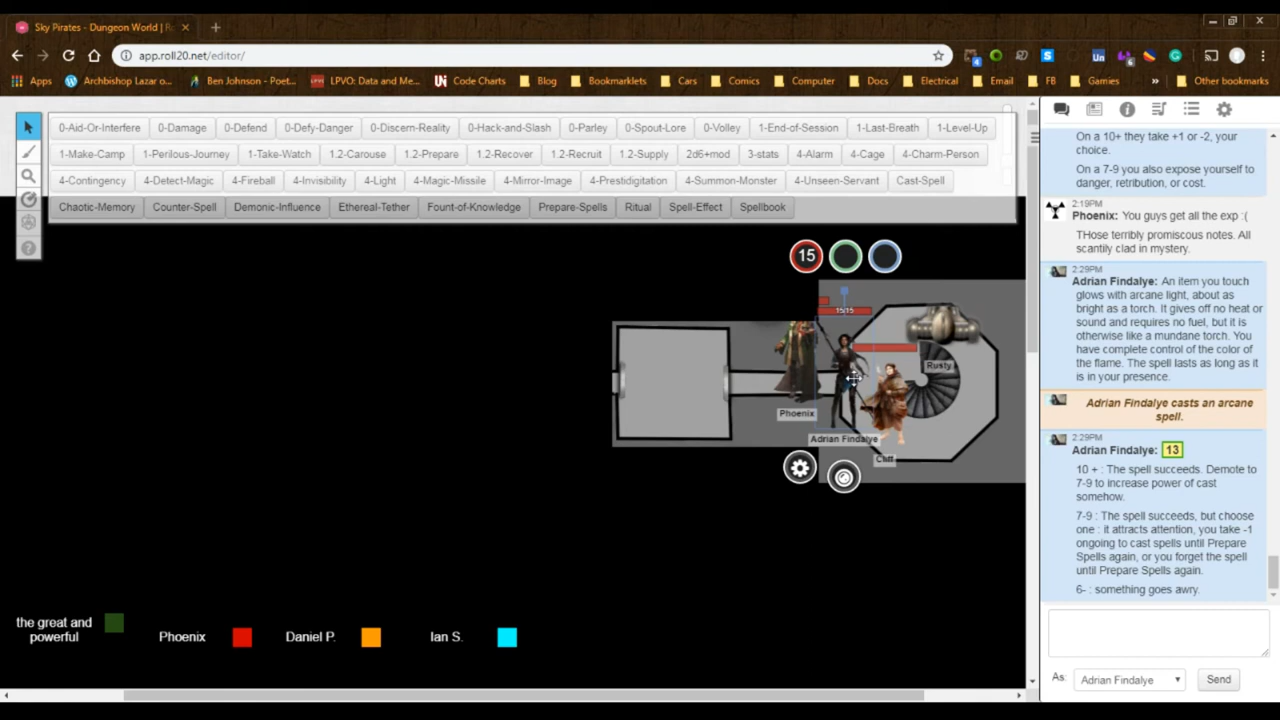 Sky Pirates - Dungeon World | Ro
app.roll20.net/editor/
Apps
Archbishop Lazar o...
Ben Johnson - Poet...
LPVO: Data and Me...
Code Charts
Blog
Bookmarklets
Cars
Comics
Computer
Docs
Electrical
Email
FB
Games
»
Other bookmarks
0-Aid-Or-Interfere 0-Damage 0-Defend 0-Defy-Danger 0-Discern-Reality 0-Hack-and-Slash 0-Parley 0-Spout-Lore 0-Volley 1-End-of-Session 1-Last-Breath 1-Level-Up
1-Make-Camp 1-Perilous-Journey 1-Take-Watch 1.2-Carouse 1.2-Prepare 1.2-Recover 1.2-Recruit 1.2-Supply 2d6+mod 3-stats 4-Alarm 4-Cage 4-Charm-Person
4-Contingency 4-Detect-Magic 4-Fireball 4-Invisibility 4-Light 4-Magic-Missile 4-Mirror-Image 4-Prestidigitation 4-Summon-Monster 4-Unseen-Servant Cast-Spell
Chaotic-Memory Counter-Spell Demonic-Influence Ethereal-Tether Fount-of-Knowledge Prepare-Spells Ritual Spell-Effect Spellbook
15
15/15
Rusty
Phoenix
Adrian Findalye
Cliff
the great and
powerful
Phoenix
Daniel P.
Ian S.
On a 10+ they take +1 or -2, your
choice.
On a 7-9 you also expose yourself to
danger, retribution, or cost.
2:19PM
Phoenix: You guys get all the exp :(
THose terribly promiscous notes. All
scantily clad in mystery.
2:29PM
Adrian Findalye: An item you touch
glows with arcane light, about as
bright as a torch. It gives off no heat or
sound and requires no fuel, but it is
otherwise like a mundane torch. You
have complete control of the color of
the flame. The spell lasts as long as it
is in your presence.
Adrian Findalye casts an arcane
spell.
2:29PM
Adrian Findalye: 13
10 + : The spell succeeds. Demote to
7-9 to increase power of cast
somehow.
7-9 : The spell succeeds, but choose
one : it attracts attention, you take -1
ongoing to cast spells until Prepare
Spells again, or you forget the spell
until Prepare Spells again.
6- : something goes awry.
As: Adrian Findalye Send